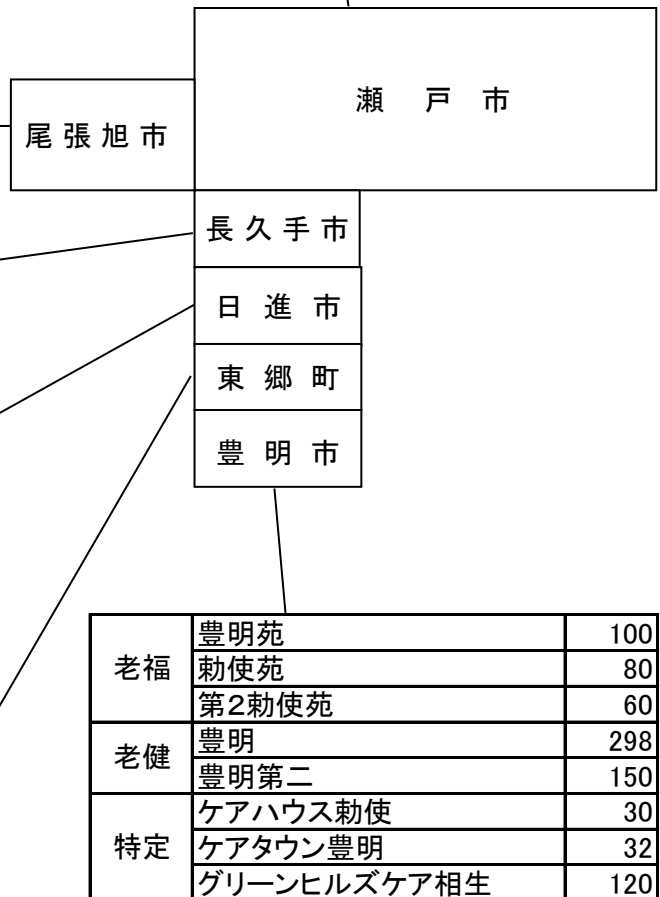 瀬戸市
尾張旭市
長久手市
日進市
東郷町
豊明市
老福 豊明苑 100
勅使苑 80
第2勅使苑 60
老健 豊明 298
豊明第二 150
特定 ケアハウス勅使 30
ケアタウン豊明 32
グリーンヒルズケア相生 120